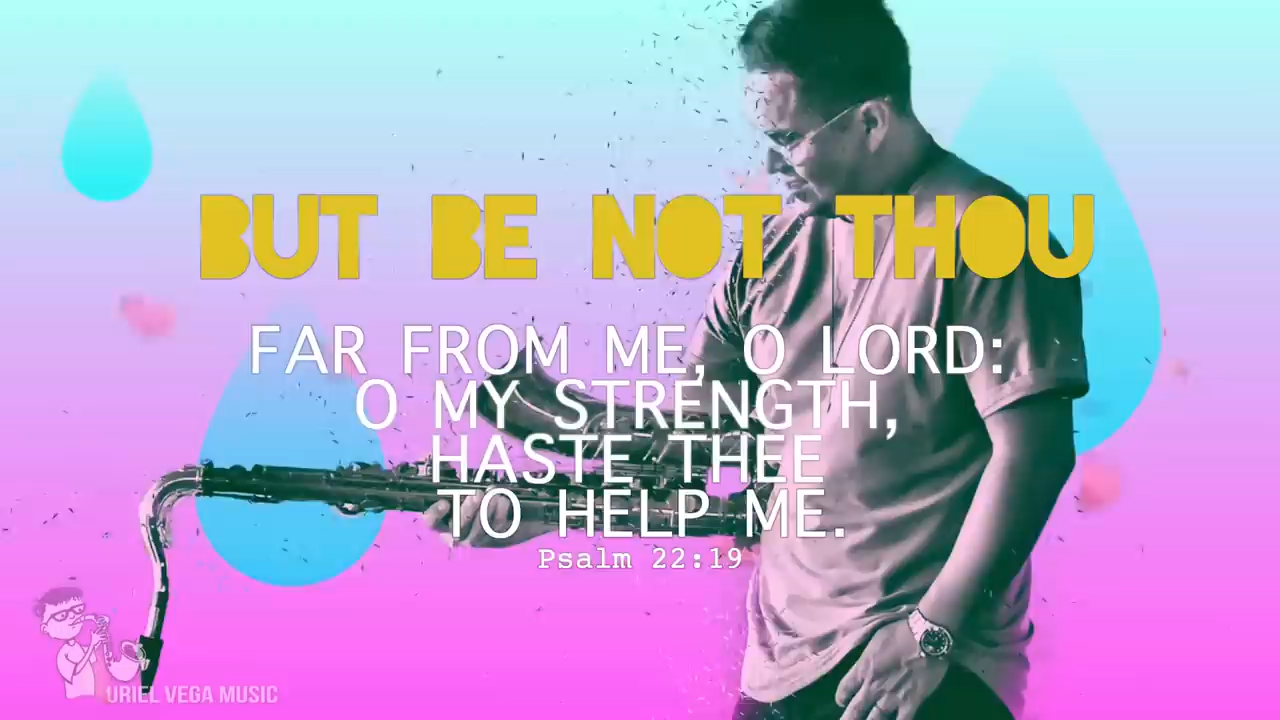 BUT BE NOT THOU
FAR FROM ME, O LORD:
O MY STRENGTH,
HASTE THEE
TO HELP ME.
Psalm 22:19
URIEL VEGA MUSIC